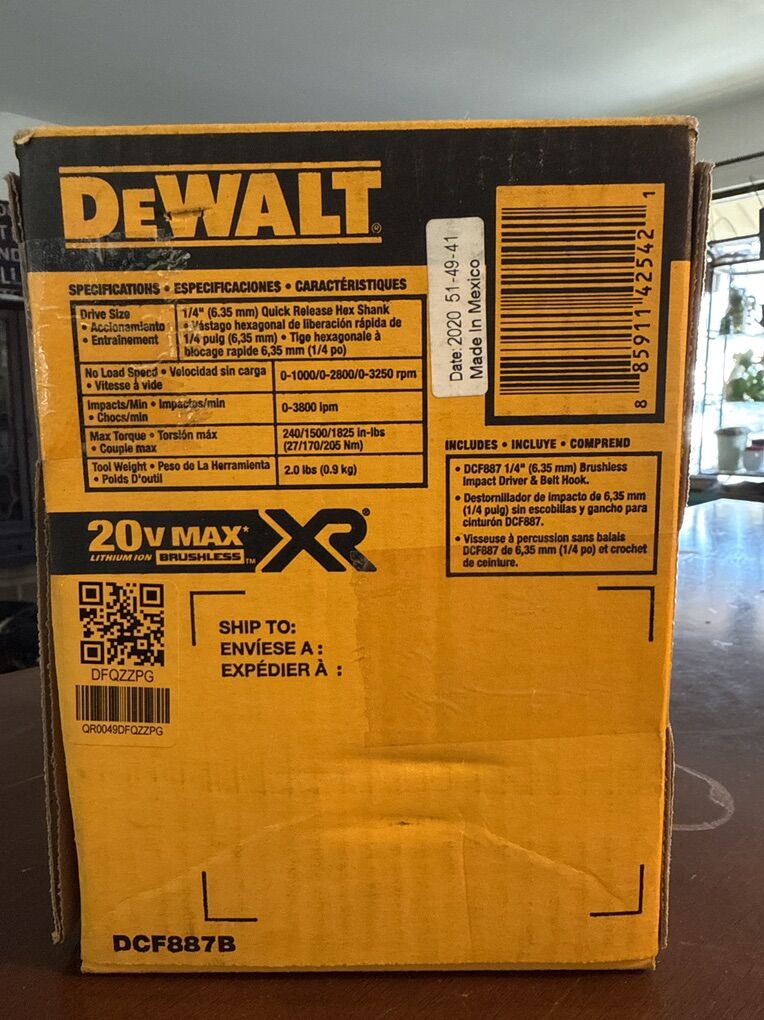 DEWALT®
SPECIFICATIONS • ESPECIFICACIONES • CARACTÉRISTIQUES
Drive Size
• Accionamiento
• Entraînement
1/4" (6.35 mm) Quick Release Hex Shank
• Vástago hexagonal de liberación rápida de
1/4 pulg (6,35 mm) • Tige hexagonale à
blocage rapide 6,35 mm (1/4 po)
No Load Speed • Velocidad sin carga
• Vitesse à vide
0-1000/0-2800/0-3250 rpm
Impacts/Min • Impactos/min
• Chocs/min
0-3800 ipm
Max Torque • Torsión máx
• Couple max
240/1500/1825 in-lbs
(27/170/205 Nm)
Tool Weight • Peso de La Herramienta
• Poids D'outil
2.0 lbs (0.9 kg)
Date: 2020 51-49-41
Made In Mexico
8 85911 42542 1
INCLUDES • INCLUYE • COMPREND
• DCF887 1/4" (6.35 mm) Brushless
Impact Driver & Belt Hook.
• Destornillador de impacto de 6,35 mm
(1/4 pulg) sin escobillas y gancho para
cinturón DCF887.
• Visseuse à percussion sans balais
DCF887 de 6,35 mm (1/4 po) et crochet
de ceinture.
20V MAX* XR®
LITHIUM ION BRUSHLESS™
DFQZZPG
QR0049DFQZZPG
SHIP TO:
ENVÍESE A :
EXPÉDIER À :
DCF887B